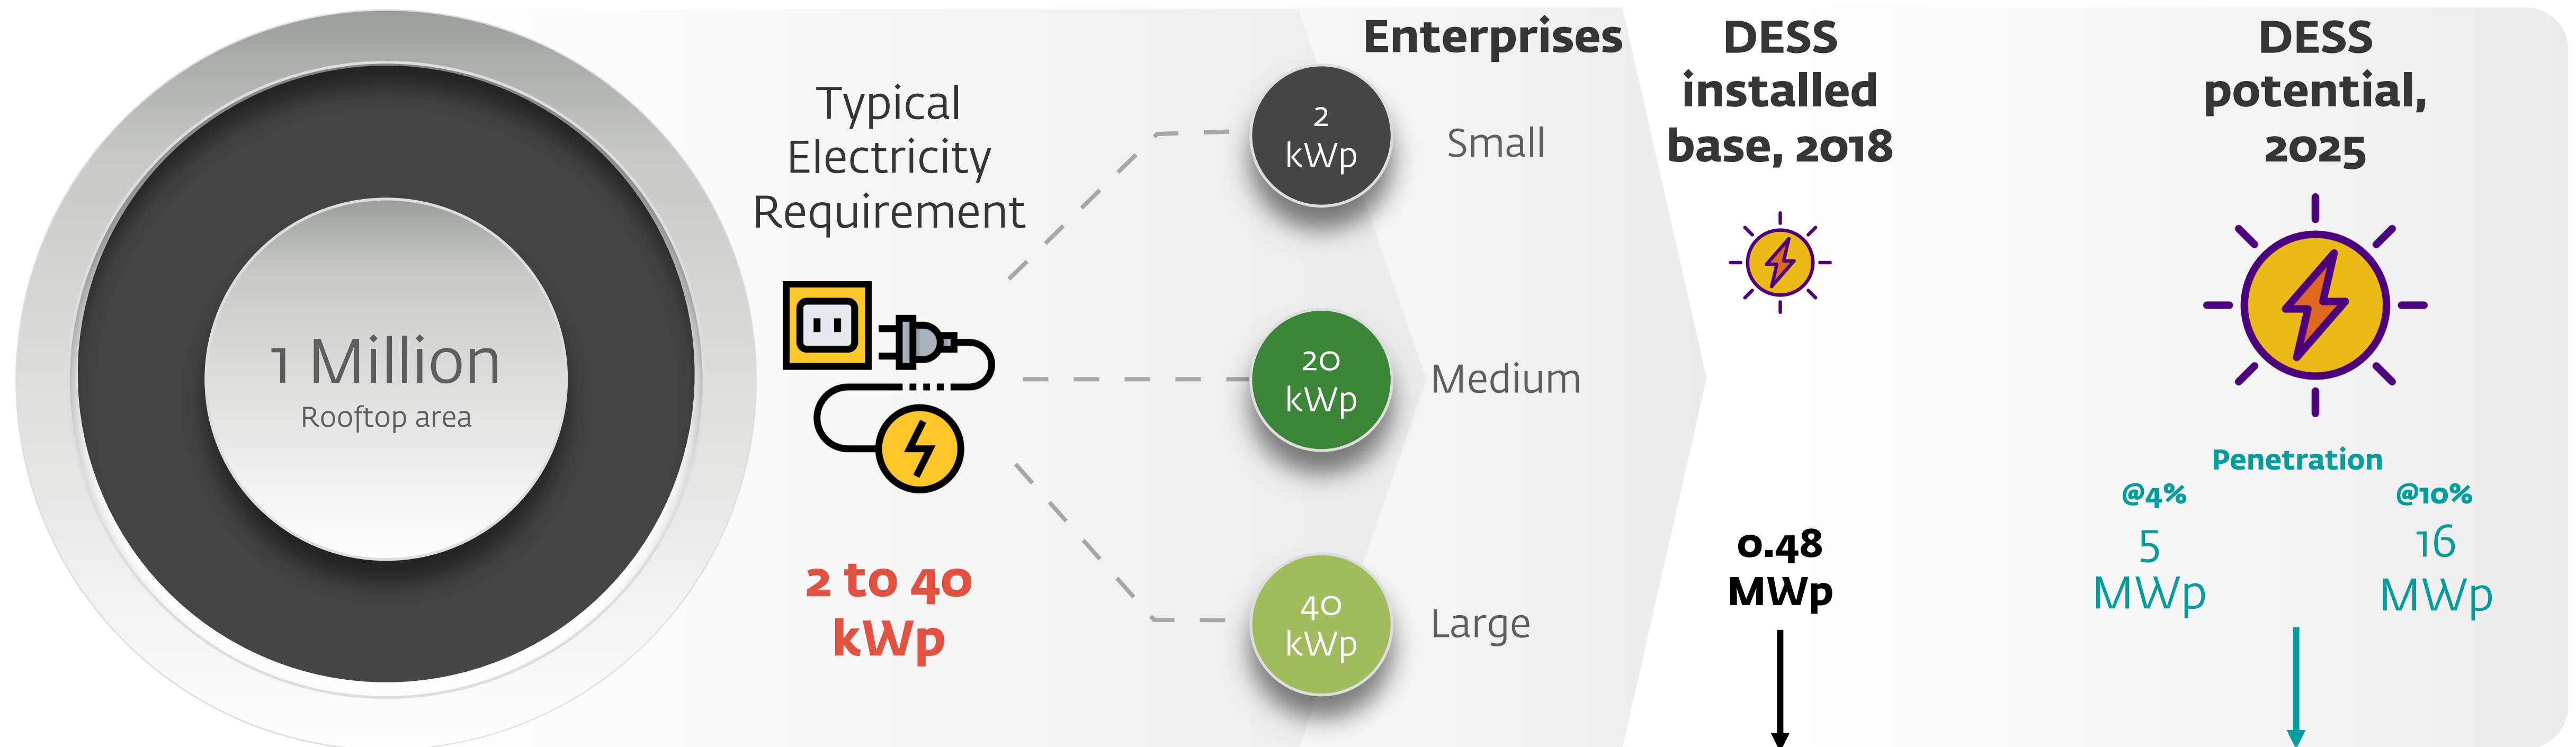 1 Million
Rooftop area
Typical
Electricity
Requirement
2 to 40
kWp
Enterprises
2
kWp
Small
20
kWp
Medium
40
kWp
Large
DESS
installed
base, 2018
0.48
MWp
DESS
potential,
2025
Penetration
@4%
5
MWp
@10%
16
MWp